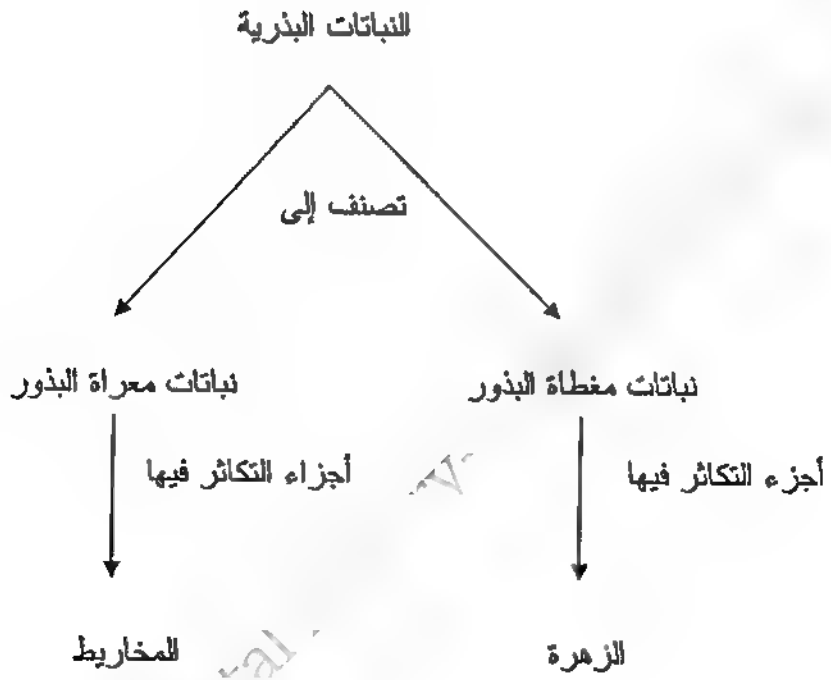 النباتات البذرية
تصنف إلى
نباتات مغطاة البذور
نباتات معراة البذور
أجزء التكاثر فيها
أجزاء التكاثر فيها
الزهرة
المخاريط